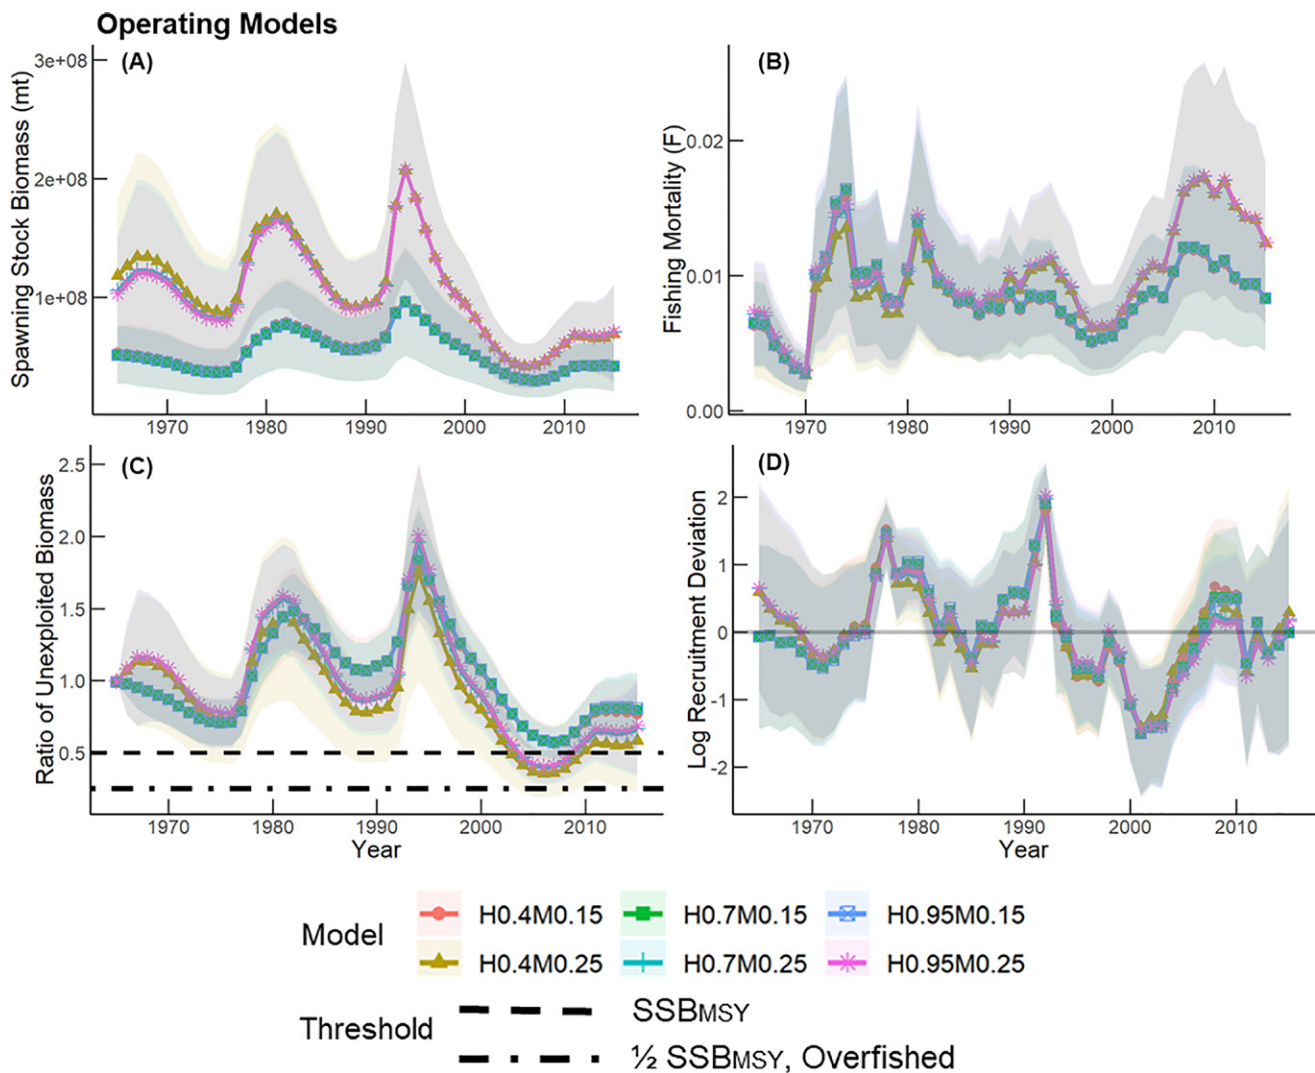 Operating Models
(A)
Spawning Stock Biomass (mt)
3e+08
2e+08
1e+08
1970 1980 1990 2000 2010
(B)
Fishing Mortality (F)
0.02
0.01
0.00
1970 1980 1990 2000 2010
(C)
Ratio of Unexploited Biomass
2.5
2.0
1.5
1.0
0.5
1970 1980 1990 2000 2010
Year
(D)
Log Recruitment Deviation
2
1
0
-1
-2
1970 1980 1990 2000 2010
Year
Model
H0.4M0.15 H0.7M0.15 H0.95M0.15
H0.4M0.25 H0.7M0.25 H0.95M0.25
Threshold
SSBMSY
½ SSBMSY, Overfished